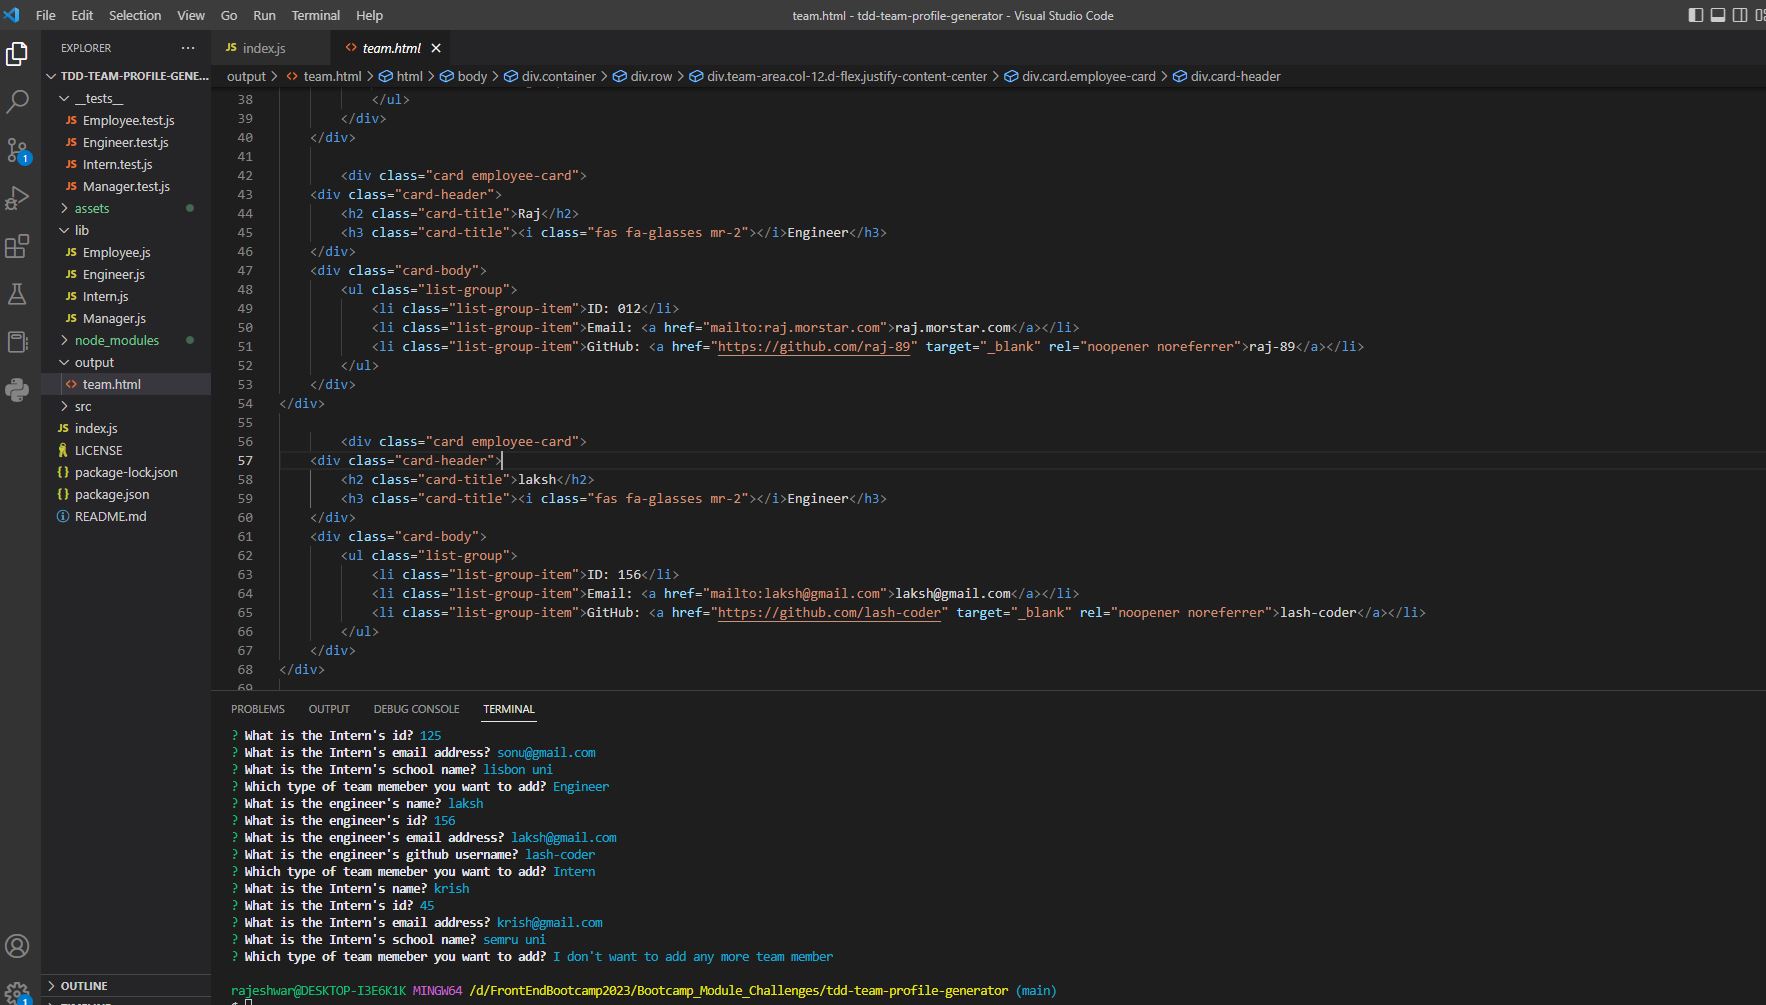 File Edit Selection View Go Run Terminal Help
team.html - tdd-team-profile-generator - Visual Studio Code
EXPLORER
TDD-TEAM-PROFILE-GENE...
__tests__
JS Employee.test.js
JS Engineer.test.js
JS Intern.test.js
JS Manager.test.js
assets
lib
JS Employee.js
JS Engineer.js
JS Intern.js
JS Manager.js
node_modules
output
<> team.html
src
JS index.js
LICENSE
{} package-lock.json
{} package.json
README.md
OUTLINE
1
1
JS index.js
<> team.html
output > <> team.html > html > body > div.container > div.row > div.team-area.col-12.d-flex.justify-content-center > div.card.employee-card > div.card-header
38 </ul>
39 </div>
40 </div>
41
42 <div class="card employee-card">
43 <div class="card-header">
44 <h2 class="card-title">Raj</h2>
45 <h3 class="card-title"><i class="fas fa-glasses mr-2"></i>Engineer</h3>
46 </div>
47 <div class="card-body">
48 <ul class="list-group">
49 <li class="list-group-item">ID: 012</li>
50 <li class="list-group-item">Email: <a href="mailto:raj.morstar.com">raj.morstar.com</a></li>
51 <li class="list-group-item">GitHub: <a href="https://github.com/raj-89" target="_blank" rel="noopener noreferrer">raj-89</a></li>
52 </ul>
53 </div>
54 </div>
55
56 <div class="card employee-card">
57 <div class="card-header">
58 <h2 class="card-title">laksh</h2>
59 <h3 class="card-title"><i class="fas fa-glasses mr-2"></i>Engineer</h3>
60 </div>
61 <div class="card-body">
62 <ul class="list-group">
63 <li class="list-group-item">ID: 156</li>
64 <li class="list-group-item">Email: <a href="mailto:laksh@gmail.com">laksh@gmail.com</a></li>
65 <li class="list-group-item">GitHub: <a href="https://github.com/lash-coder" target="_blank" rel="noopener noreferrer">lash-coder</a></li>
66 </ul>
67 </div>
68 </div>
69
PROBLEMS OUTPUT DEBUG CONSOLE TERMINAL
? What is the Intern's id? 125
? What is the Intern's email address? sonu@gmail.com
? What is the Intern's school name? lisbon uni
? Which type of team memeber you want to add? Engineer
? What is the engineer's name? laksh
? What is the engineer's id? 156
? What is the engineer's email address? laksh@gmail.com
? What is the engineer's github username? lash-coder
? Which type of team memeber you want to add? Intern
? What is the Intern's name? krish
? What is the Intern's id? 45
? What is the Intern's email address? krish@gmail.com
? What is the Intern's school name? semru uni
? Which type of team memeber you want to add? I don't want to add any more team member
rajeshwar@DESKTOP-I3E6K1K MINGW64 /d/FrontEndBootcamp2023/Bootcamp_Module_Challenges/tdd-team-profile-generator (main)